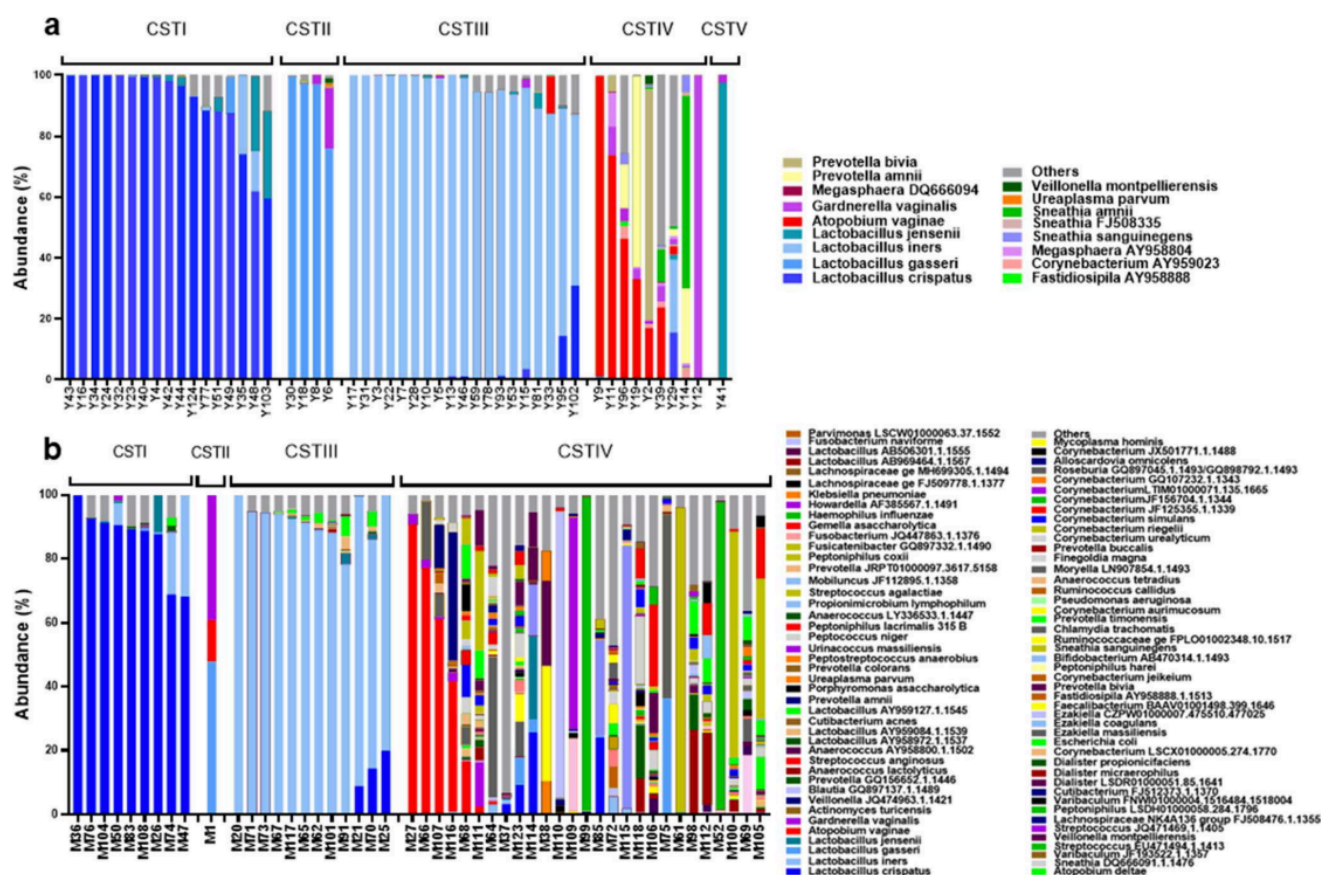 a
CSTI CSTII CSTIII CSTIV CSTV
Abundance (%)
100
80
60
40
20
0
Y43 Y16 Y34 Y24 Y32 Y23 Y40 Y4 Y42 Y44 Y124 Y77 Y51 Y49 Y35 Y48 Y103 Y30 Y18 Y8 Y6 Y17 Y31 Y3 Y22 Y7 Y28 Y10 Y5 Y13 Y46 Y59 Y78 Y93 Y53 Y15 Y81 Y33 Y95 Y102 Y9 Y11 Y96 Y19 Y2 Y39 Y29 Y14 Y12 Y41
Prevotella bivia
Prevotella amnii
Megasphaera DQ666094
Gardnerella vaginalis
Atopobium vaginae
Lactobacillus jensenii
Lactobacillus iners
Lactobacillus gasseri
Lactobacillus crispatus
Others
Veillonella montpellierensis
Ureaplasma parvum
Sneathia amnii
Sneathia FJ508335
Sneathia sanguinegens
Megasphaera AY958804
Corynebacterium AY959023
Fastidiosipila AY958888
b
CSTI CSTII CSTIII CSTIV
Abundance (%)
100
80
60
40
20
0
M36 M76 M104 M50 M83 M108 M26 M74 M47 M1 M20 M71 M73 M67 M117 M65 M62 M101 M91 M21 M70 M25 M27 M66 M107 M116 M68 M111 M64 M37 M123 M114 M38 M10 M109 M99 M85 M72 M115 M118 M106 M75 M61 M98 M112 M52 M100 M69 M105
Parvimonas LSCW01000063.37.1552
Fusobacterium naviforme
Lactobacillus AB506301.1.1555
Lactobacillus AB969464.1.1567
Lachnospiraceae ge MH699305.1.1494
Lachnospiraceae ge FJ509778.1.1377
Klebsiella pneumoniae
Howardella AF385567.1.1491
Haemophilus influenzae
Gemella asaccharolytica
Fusobacterium JQ447863.1.1376
Fusicatenibacter GQ897332.1.1490
Peptoniphilus coxii
Prevotella JRPT01000097.3617.5158
Mobiluncus JF112895.1.1358
Streptococcus agalactiae
Propionimicrobium lymphophilum
Anaerococcus LY336533.1.1447
Peptoniphilus lacrimalis 315 B
Peptococcus niger
Urinacoccus massiliensis
Peptostreptococcus anaerobius
Prevotella colorans
Ureaplasma parvum
Porphyromonas asaccharolytica
Prevotella amnii
Lactobacillus AY959127.1.1545
Cutibacterium acnes
Lactobacillus AY959084.1.1539
Lactobacillus AY958972.1.1537
Anaerococcus AY958800.1.1502
Streptococcus anginosus
Anaerococcus lactolyticus
Prevotella GQ156652.1.1446
Blautia GQ897137.1.1489
Veillonella JQ474963.1.1421
Actinomyces turicensis
Gardnerella vaginalis
Atopobium vaginae
Lactobacillus jensenii
Lactobacillus iners
Lactobacillus gasseri
Lactobacillus crispatus
Others
Mycoplasma hominis
Corynebacterium JX501771.1.1488
Alloscardovia omnicolens
Roseburia GQ897045.1.1493/GQ898792.1.1493
Corynebacterium GQ107232.1.1343
CorynebacteriumLTIM01000071.135.1665
CorynebacteriumJF156704.1.1344
Corynebacterium JF125355.1.1339
Corynebacterium simulans
Corynebacterium riegelii
Corynebacterium urealyticum
Prevotella buccalis
Finegoldia magna
Moryella LN907854.1.1493
Anaerococcus tetradius
Ruminococcus callidus
Pseudomonas aeruginosa
Corynebacterium aurimucosum
Prevotella timonensis
Chlamydia trachomatis
Ruminococcaceae ge FPLO01002348.10.1517
Sneathia sanguinegens
Bifidobacterium AB470314.1.1493
Peptoniphilus harei
Corynebacterium jeikeium
Prevotella bivia
Fastidiosipila AY958888.1.1513
Faecalibacterium BAAV01001498.399.1646
Ezakiella CZPW01000007.475510.477025
Ezakiella coagulans
Ezakiella massiliensis
Escherichia coli
Corynebacterium LSCX01000005.274.1770
Dialister propionicifaciens
Dialister micraerophilus
Dialister LSDR01000051.85.1641
Cutibacterium FJ512373.1.1370
Varibaculum FNWI01000004.1516484.1518004
Peptoniphilus LSDH01000058.284.1796
Lachnospiraceae NK4A136 group FJ508476.1.1355
Streptococcus JQ471469.1.1405
Veillonella montpellierensis
Streptococcus EU471494.1.1413
Varibaculum JF193522.1.1357
Sneathia DQ666091.1.1476
Atopobium deltae